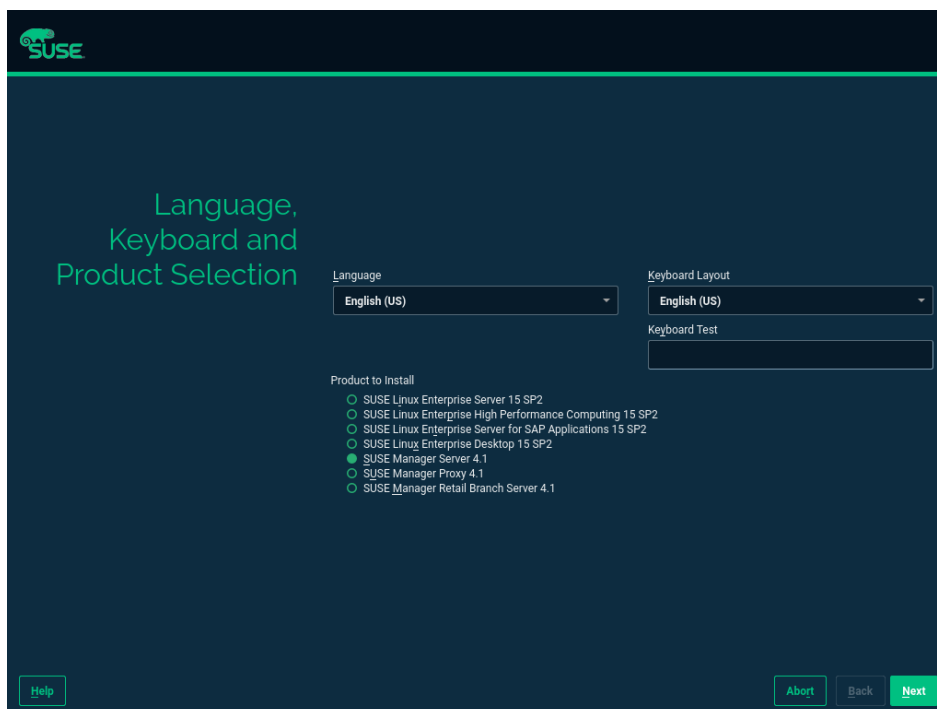 SUSE
Language,
Keyboard and
Product Selection
Language
Keyboard Layout
English (US)
English (US)
Keyboard Test
Product to Install
SUSE Linux Enterprise Server 15 SP2
SUSE Linux Enterprise High Performance Computing 15 SP2
SUSE Linux Enterprise Server for SAP Applications 15 SP2
SUSE Linux Enterprise Desktop 15 SP2
SUSE Manager Server 4.1
SUSE Manager Proxy 4.1
SUSE Manager Retail Branch Server 4.1
Help
Abort
Back
Next